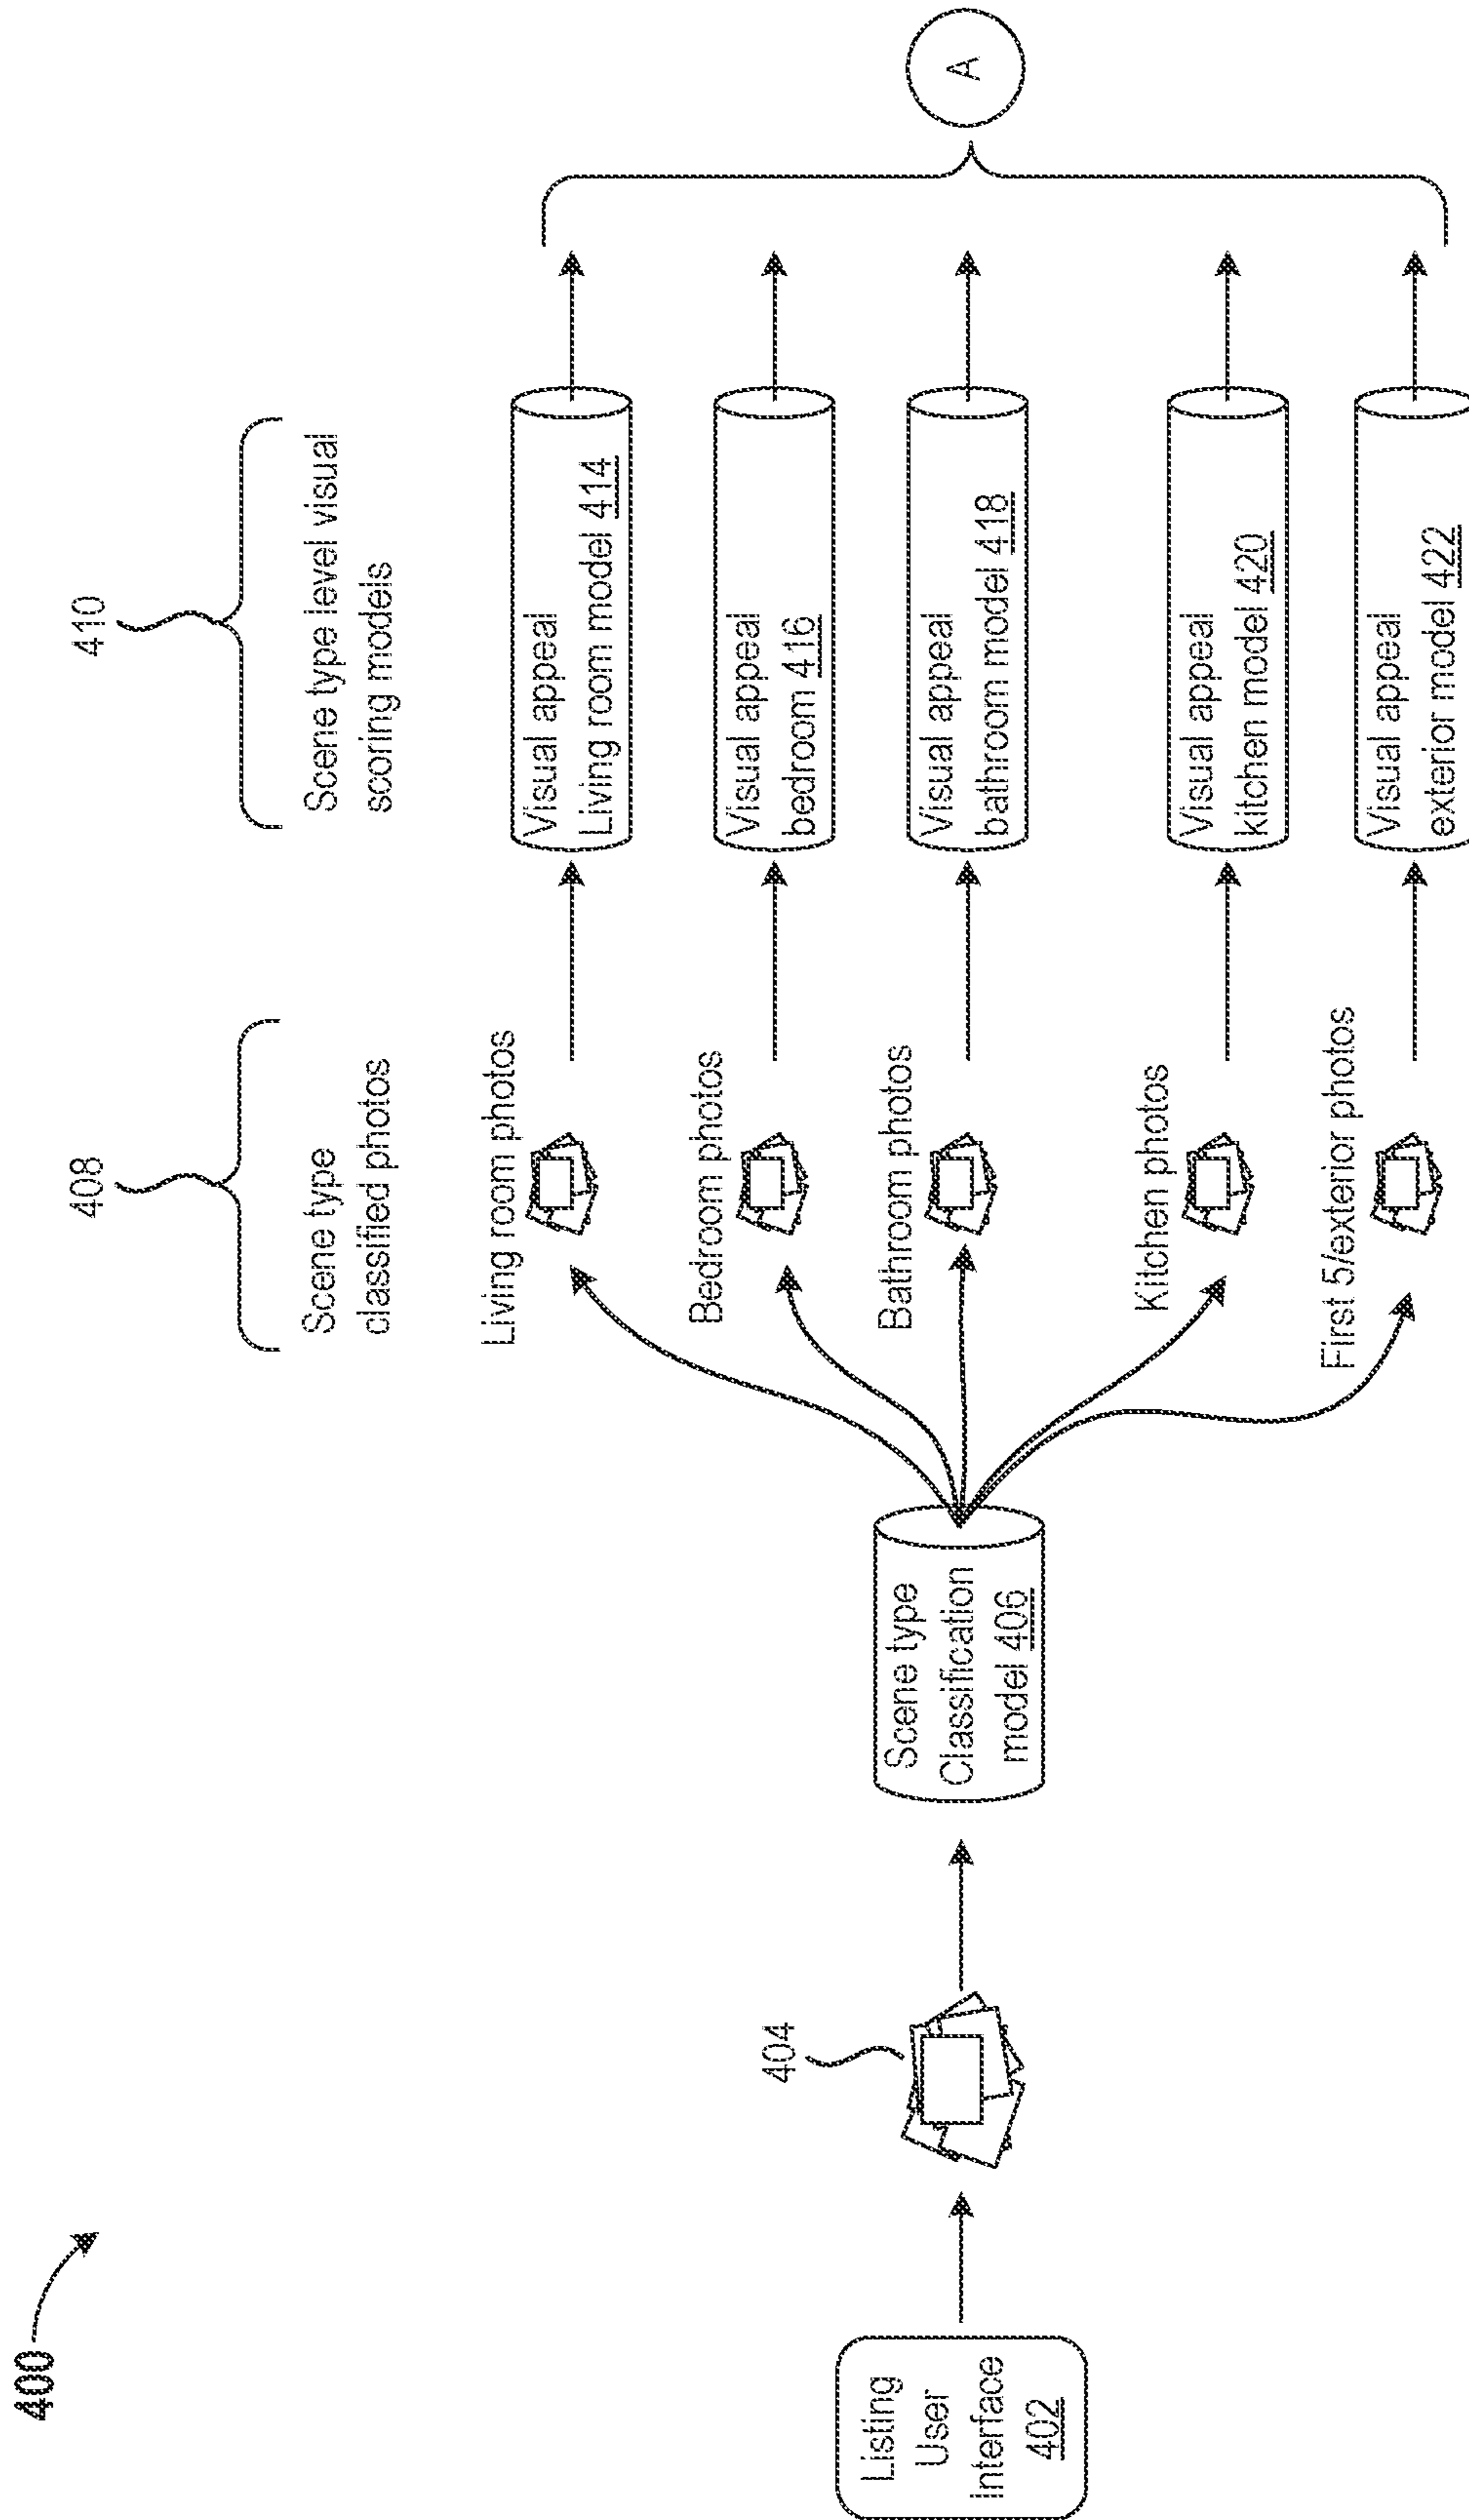 400
408
410
Scene type
classified photos
Scene type level visual
scoring models
Living room photos
Visual appeal
Living room model 414
Bedroom photos
Visual appeal
bedroom 416
404
Listing
User
interface
402
Scene type
Classification
model 406
Bathroom photos
Visual appeal
bathroom model 418
A
Kitchen photos
Visual appeal
kitchen model 420
First 5/exterior photos
Visual appeal
exterior model 422